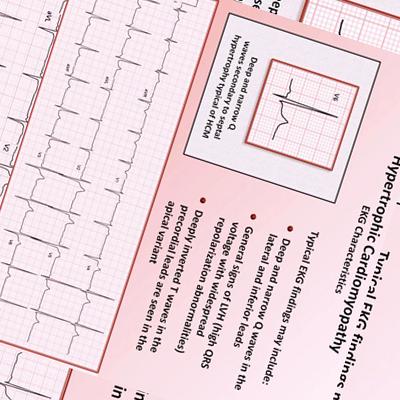 EKG findings
Hypertrophic Cardiomyopathy
EKG Characteristics
V6
Deep and narrow Q
waves secondary to septal
hypertrophy typical of HCM
Typical EKG findings may include:
• Deep and narrow Q waves in the
lateral and inferior leads
• General signs of LVH (high QRS
voltage with widespread
repolarization abnormalities)
• Deeply inverted T waves in the
precordial leads are seen in the
apical variant
aVL
V2